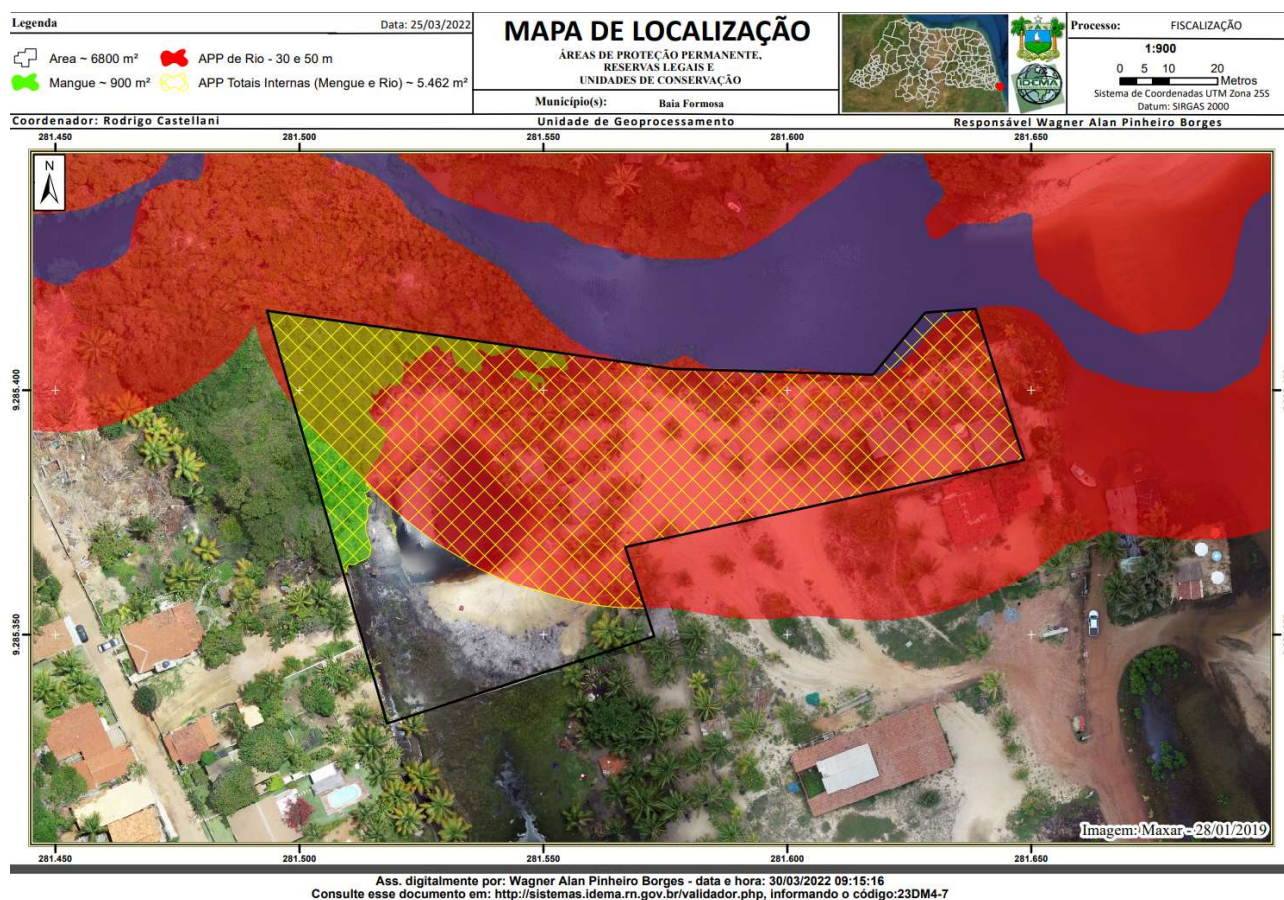 Legenda
Data: 25/03/2022
Area ~ 6800 m²
APP de Rio - 30 e 50 m
Mangue ~ 900 m²
APP Totais Internas (Mengue e Rio) ~ 5.462 m²
MAPA DE LOCALIZAÇÃO
ÁREAS DE PROTEÇÃO PERMANENTE,
RESERVAS LEGAIS E
UNIDADES DE CONSERVAÇÃO
Município(s): Baia Formosa
IDEMA
Processo: FISCALIZAÇÃO
1:900
0 5 10 20
Metros
Sistema de Coordenadas UTM Zona 25S
Datum: SIRGAS 2000
Coordenador: Rodrigo Castellani
Unidade de Geoprocessamento
Responsável Wagner Alan Pinheiro Borges
281.450 281.500 281.550 281.600 281.650
N
9.285.400
9.285.350
Imagem: Maxar - 28/01/2019
281.450 281.500 281.550 281.600 281.650
Ass. digitalmente por: Wagner Alan Pinheiro Borges - data e hora: 30/03/2022 09:15:16
Consulte esse documento em: http://sistemas.idema.rn.gov.br/validador.php, informando o código:23DM4-7